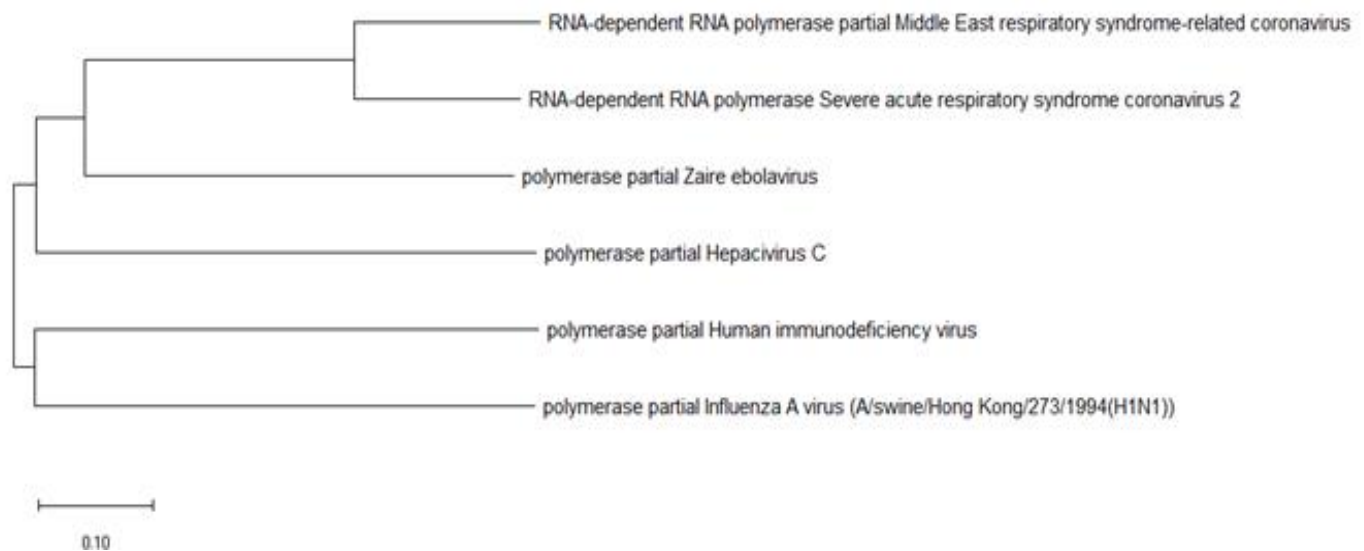 RNA-dependent RNA polymerase partial Middle East respiratory syndrome-related coronavirus
RNA-dependent RNA polymerase Severe acute respiratory syndrome coronavirus 2
polymerase partial Zaire ebolavirus
polymerase partial Hepacivirus C
polymerase partial Human immunodeficiency virus
polymerase partial Influenza A virus (A/swine/Hong Kong/273/1994(H1N1))
0.10